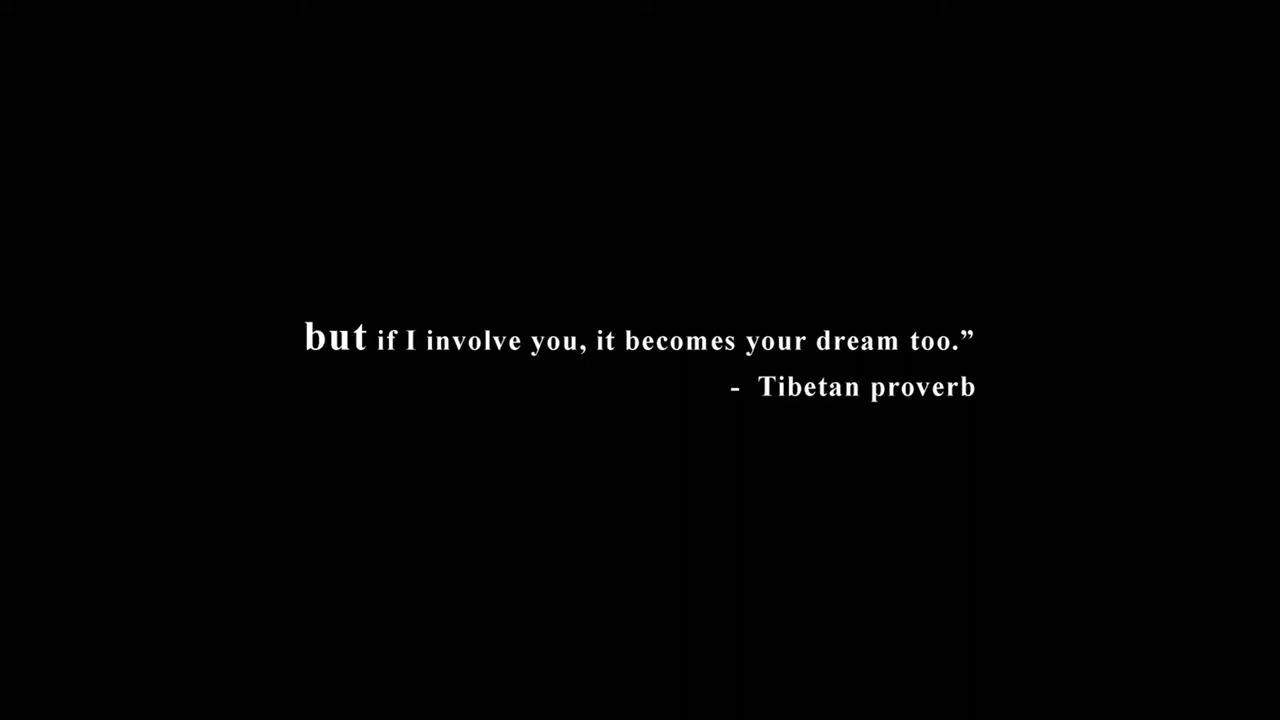 but if I involve you, it becomes your dream too.”
- Tibetan proverb